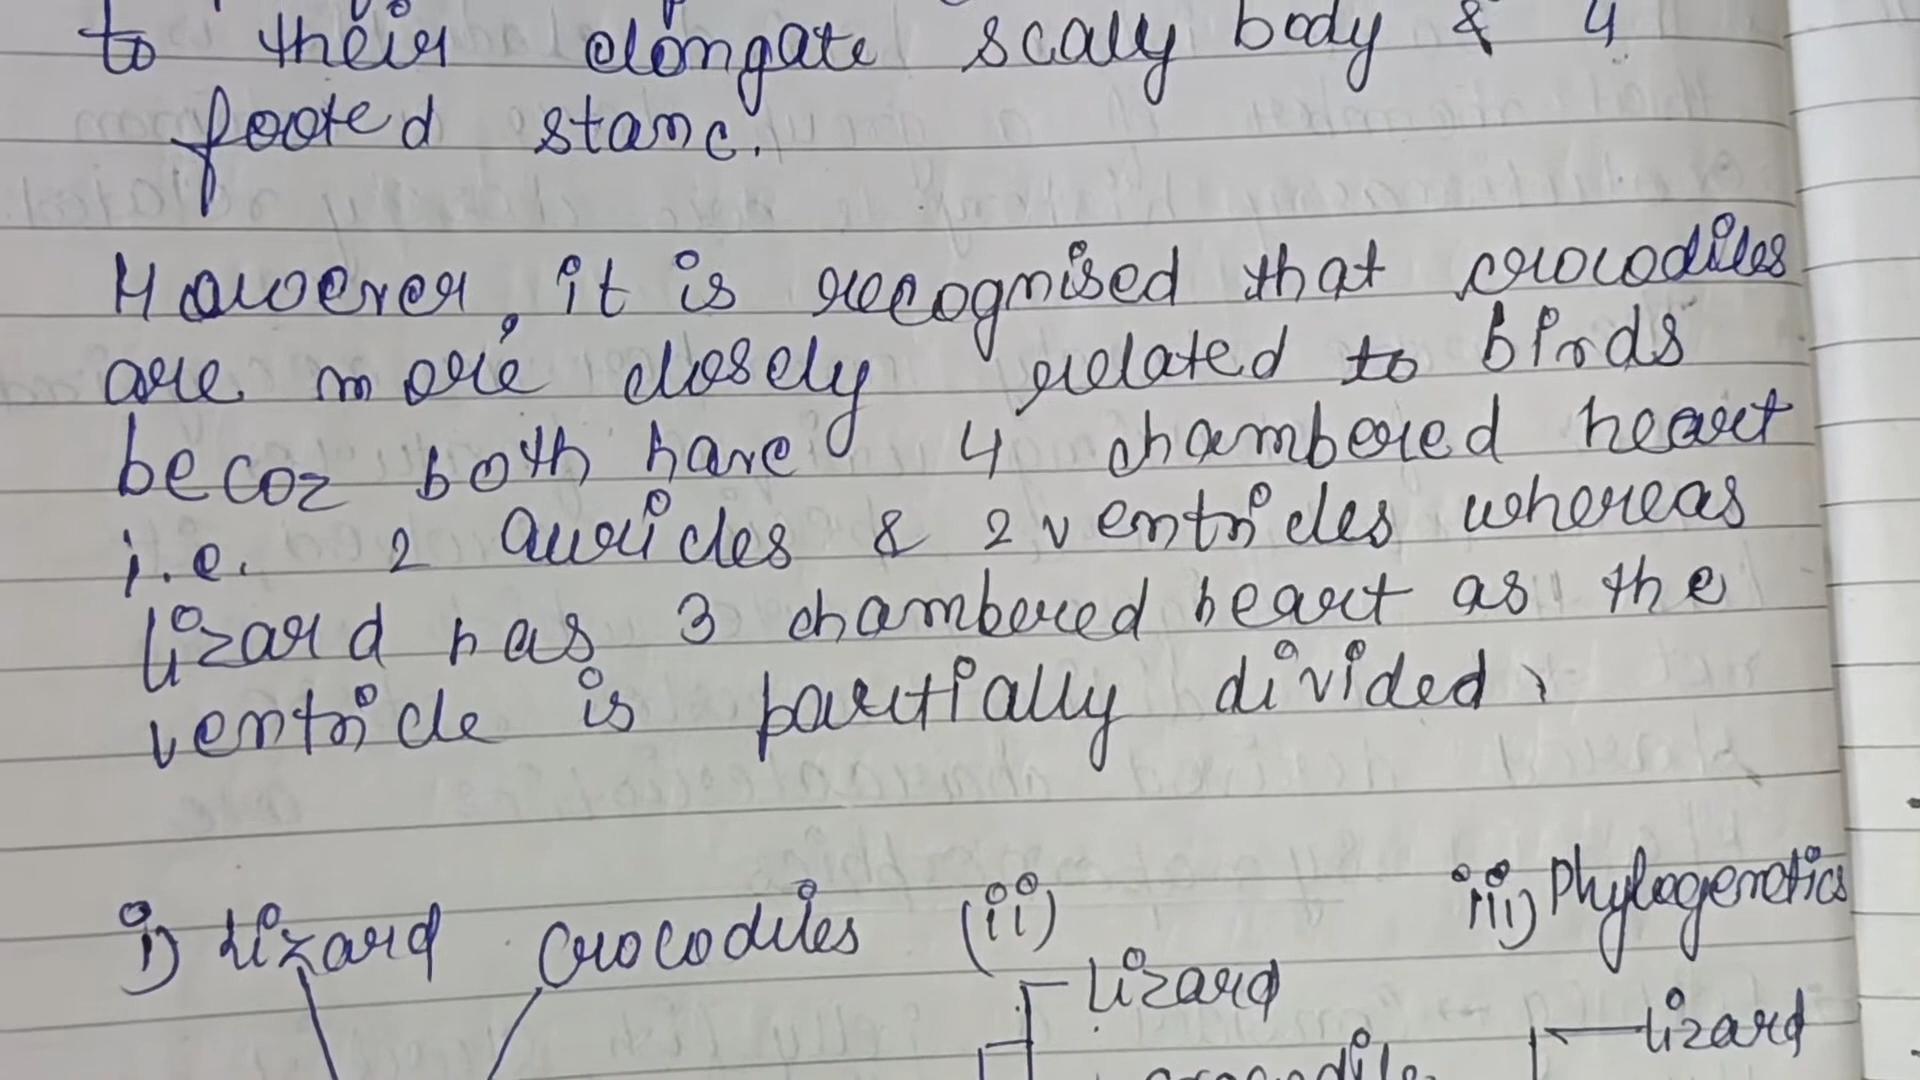 to their elongate scaly body & 4
footed stanc.
However, it is recognised that crocodiles
are more closely related to birds
becoz both have 4 chambered heart
i.e. 2 auricles & 2 ventricles whereas
lizard has 3 chambered heart as the
ventricle is partially divided.
i) Lizard Crocodiles (ii) iii) Phylogenetics
Lizard
Lizard
crocodile